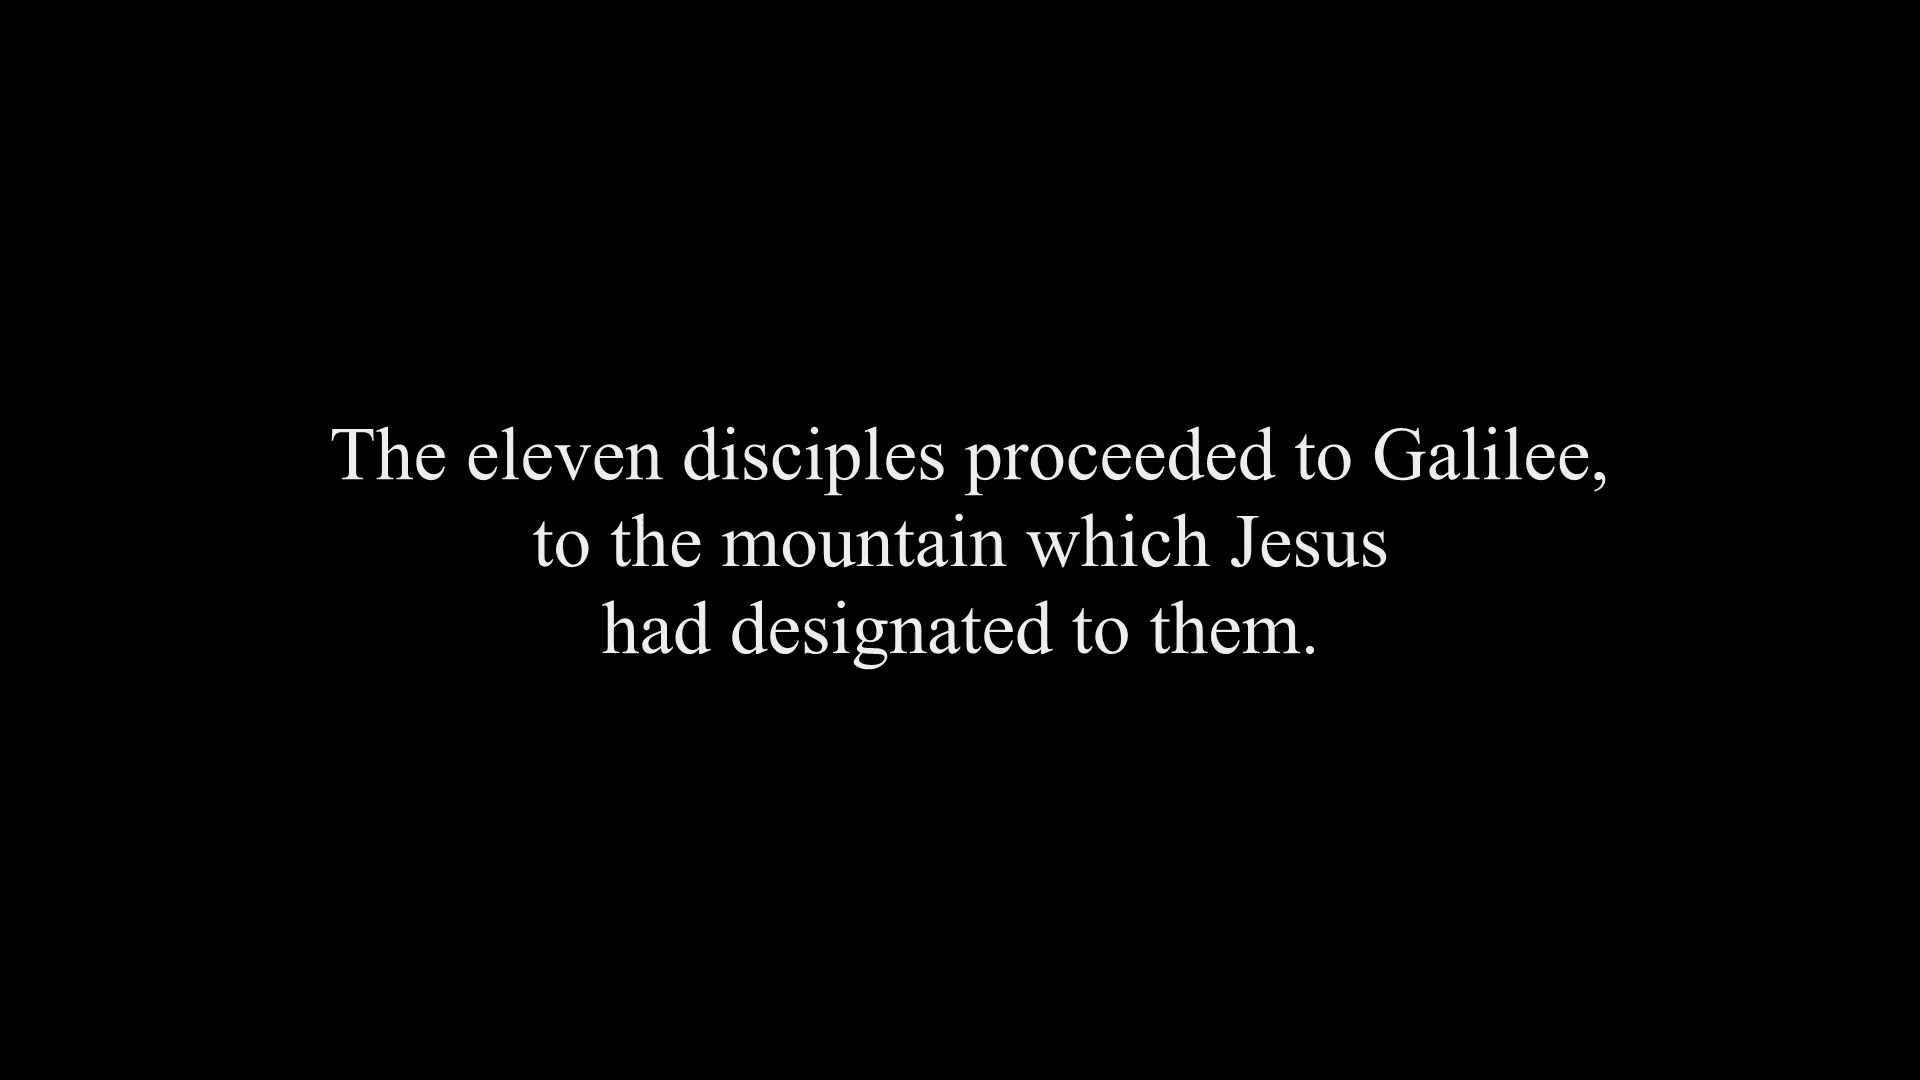 The eleven disciples proceeded to Galilee,
to the mountain which Jesus
had designated to them.